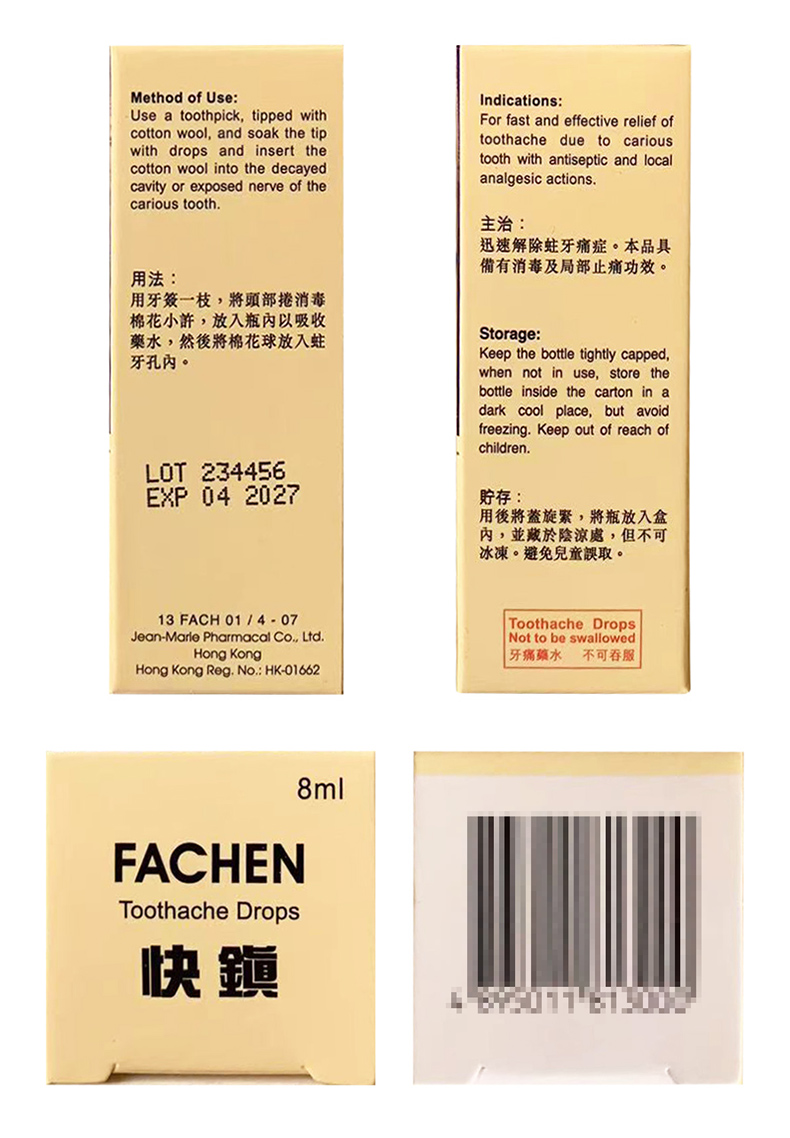 Method of Use:
Use a toothpick, tipped with
cotton wool, and soak the tip
with drops and insert the
cotton wool into the decayed
cavity or exposed nerve of the
carious tooth.
用法：
用牙簽一枝，將頭部捲消毒
棉花小許，放入瓶內以吸收
藥水，然後將棉花球放入蛀
牙孔內。
LOT 234456
EXP 04 2027
13 FACH 01 / 4 - 07
Jean-Marie Pharmacal Co., Ltd.
Hong Kong
Hong Kong Reg. No.: HK-01662
Indications:
For fast and effective relief of
toothache due to carious
tooth with antiseptic and local
analgesic actions.
主治：
迅速解除蛀牙痛症。本品具
備有消毒及局部止痛功效。
Storage:
Keep the bottle tightly capped,
when not in use, store the
bottle inside the carton in a
dark cool place, but avoid
freezing. Keep out of reach of
children.
貯存：
用後將蓋旋緊，將瓶放入盒
內，並藏於陰涼處，但不可
冰凍。避免兒童誤取。
Toothache Drops
Not to be swallowed
牙痛藥水 不可吞服
8ml
FACHEN
Toothache Drops
快鎮